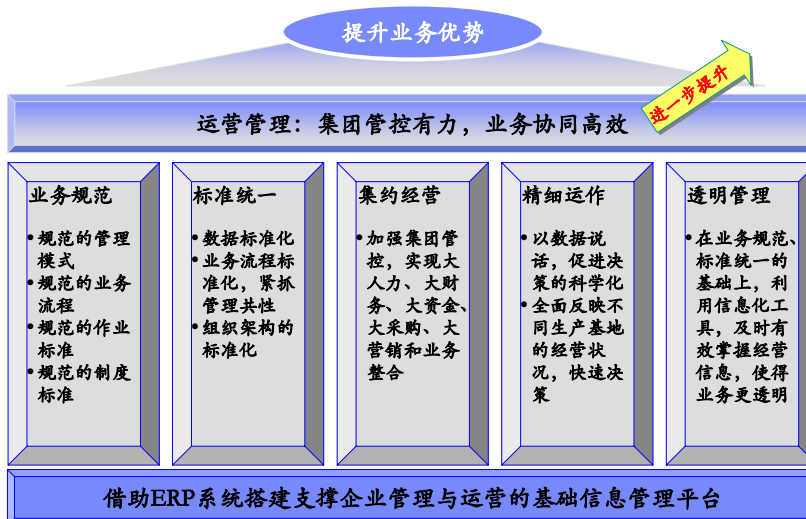 提升业务优势
进一步提升
运营管理：集团管控有力，业务协同高效
业务规范
•规范的管理
模式
•规范的业务
流程
•规范的作业
标准
•规范的制度
标准
标准统一
•数据标准化
•业务流程标
准化，紧抓
管理共性
•组织架构的
标准化
集约经营
•加强集团管
控，实现大
人力、大财
务、大资金、
大采购、大
营销和业务
整合
精细运作
•以数据说
话，促进决
策的科学化
•全面反映不
同生产基地
的经营状
况，快速决
策
透明管理
•在业务规范、
标准统一的
基础上，利
用信息化工
具，及时有
效掌握经营
信息，使得
业务更透明
借助ERP系统搭建支撑企业管理与运营的基础信息管理平台